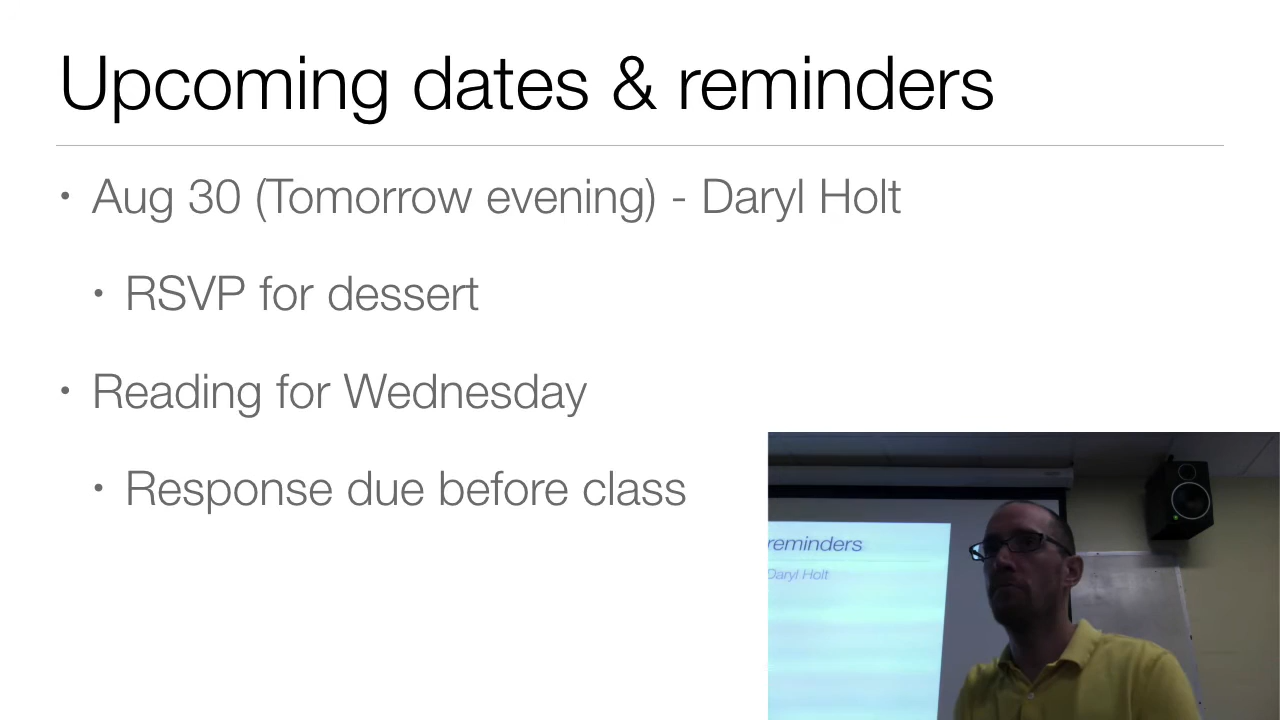 Upcoming dates & reminders
• Aug 30 (Tomorrow evening) - Daryl Holt
• RSVP for dessert
• Reading for Wednesday
• Response due before class
reminders
Daryl Holt